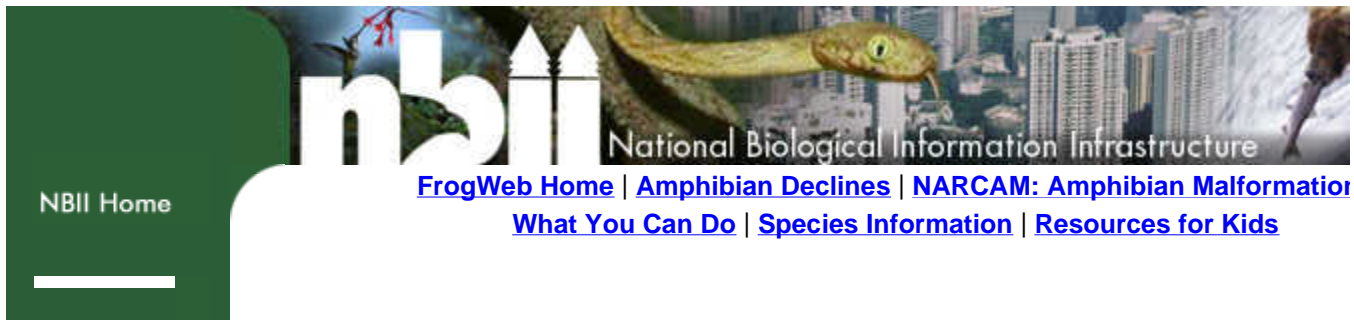 nbii
National Biological Information Infrastructure
FrogWeb Home | Amphibian Declines | NARCAM: Amphibian Malformation
NBII Home
What You Can Do | Species Information | Resources for Kids